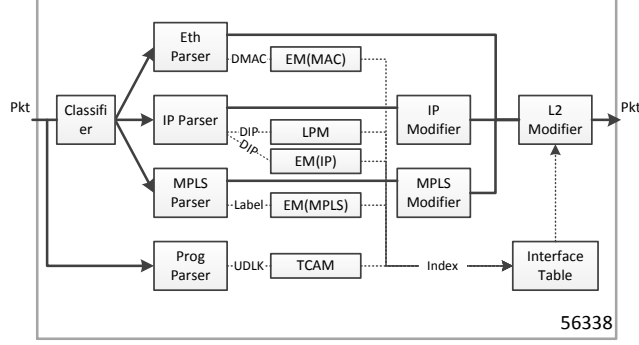 Eth
Parser
DMAC
EM(MAC)
Pkt
Classifi
er
IP Parser
DIP
LPM
DIP
EM(IP)
IP
Modifier
L2
Modifier
Pkt
MPLS
Parser
Label
EM(MPLS)
MPLS
Modifier
Prog
Parser
UDLK
TCAM
Index
Interface
Table
56338